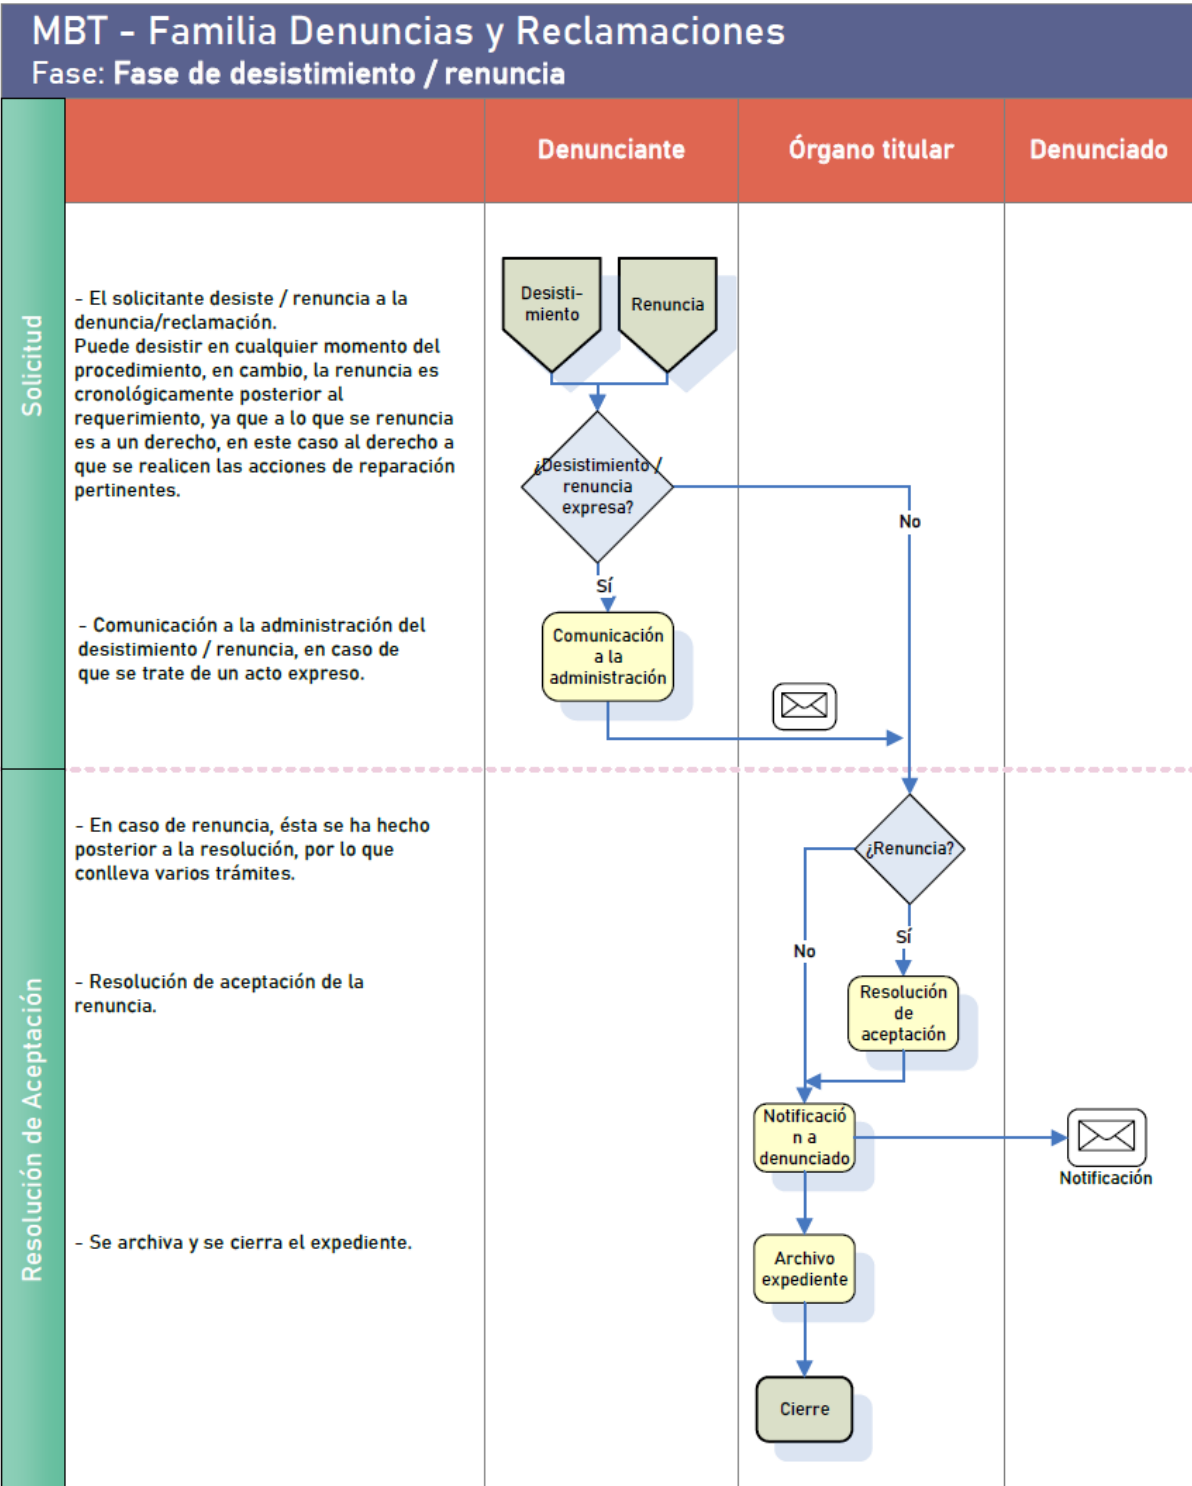 MBT - Familia Denuncias y Reclamaciones
Fase: Fase de desistimiento / renuncia
Denunciante
Órgano titular
Denunciado
Solicitud
- El solicitante desiste / renuncia a la
denuncia/reclamación.
Puede desistir en cualquier momento del
procedimiento, en cambio, la renuncia es
cronológicamente posterior al
requerimiento, ya que a lo que se renuncia
es a un derecho, en este caso al derecho a
que se realicen las acciones de reparación
pertinentes.
Desisti-
miento
Renuncia
¿Desistimiento /
renuncia
expresa?
No
Sí
- Comunicación a la administración del
desistimiento / renuncia, en caso de
que se trate de un acto expreso.
Comunicación
a la
administración
Resolución de Aceptación
- En caso de renuncia, ésta se ha hecho
posterior a la resolución, por lo que
conlleva varios trámites.
¿Renuncia?
No
Sí
- Resolución de aceptación de la
renuncia.
Resolución
de
aceptación
Notificació
n a
denunciado
Notificación
- Se archiva y se cierra el expediente.
Archivo
expediente
Cierre